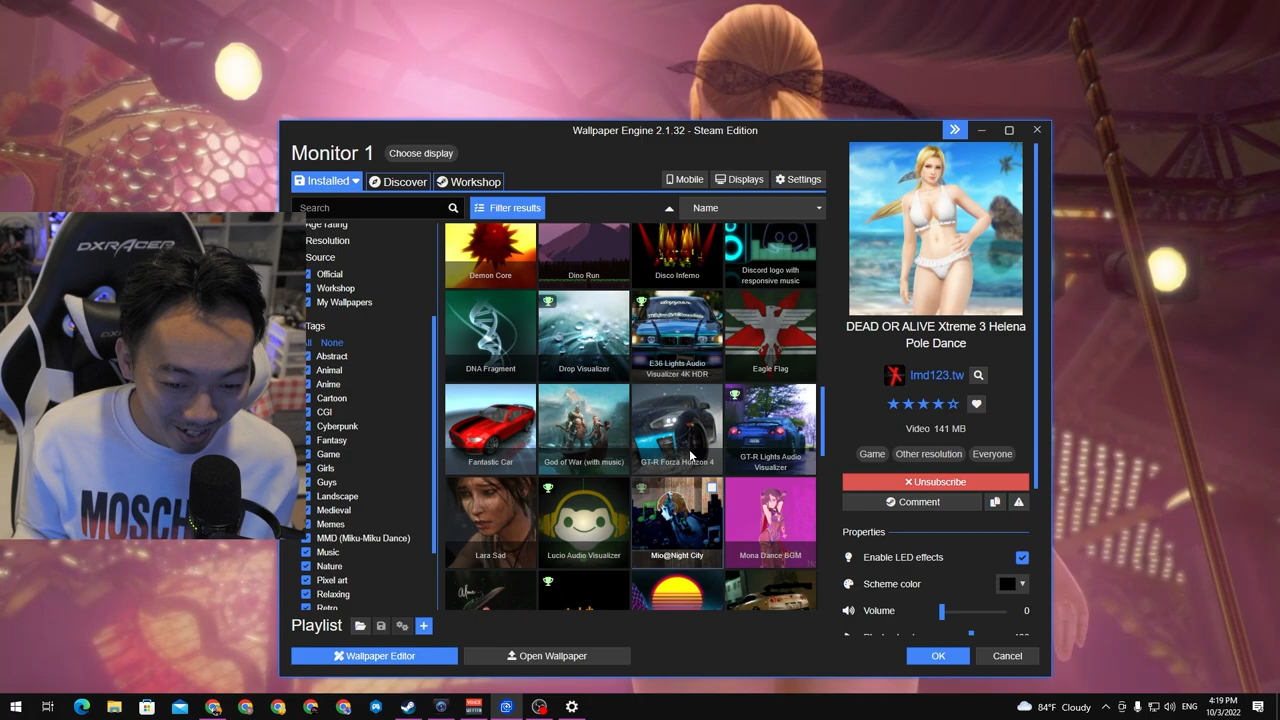 Wallpaper Engine 2.1.32 - Steam Edition
Monitor 1
Choose display
Installed
Discover
Workshop
Mobile
Displays
Settings
Search
Filter results
Name
Age rating
Resolution
Source
Official
Workshop
My Wallpapers
Tags
None
Abstract
Animal
Anime
Cartoon
CGI
Cyberpunk
Fantasy
Game
Girls
Guys
Landscape
Medieval
Memes
MMD (Miku-Miku Dance)
Music
Nature
Pixel art
Relaxing
Retro
Demon Core
Dino Run
Disco Inferno
Discord logo with
responsive music
DNA Fragment
Drop Visualizer
E36 Lights Audio
Visualizer 4K HDR
Eagle Flag
Fantastic Car
God of War (with music)
GT-R Forza Horizon 4
GT-R Lights Audio
Visualizer
Lara Sad
Lucio Audio Visualizer
Mio@Night City
Mona Dance BGM
DEAD OR ALIVE Xtreme 3 Helena
Pole Dance
lmd123.tw
Video 141 MB
Game
Other resolution
Everyone
Unsubscribe
Comment
Properties
Enable LED effects
Scheme color
Volume
0
Playlist
Wallpaper Editor
Open Wallpaper
OK
Cancel
DXRACER
MOSCH
84°F Cloudy
ENG
4:19 PM
10/3/2022